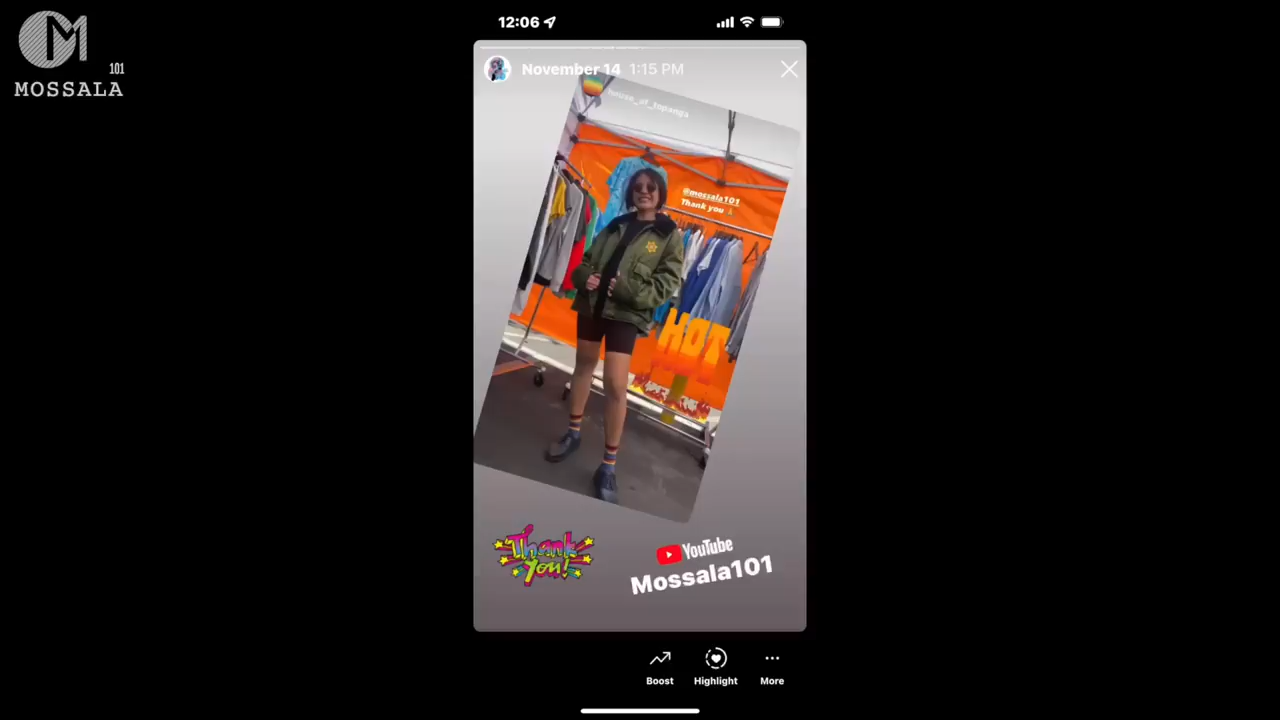 MOSSALA
101
12:06
November 14 1:15 PM
house_of_topanga
@mossala101
Thank you
HOT
Thank
You!
YouTube
Mossala101
Boost
Highlight
More